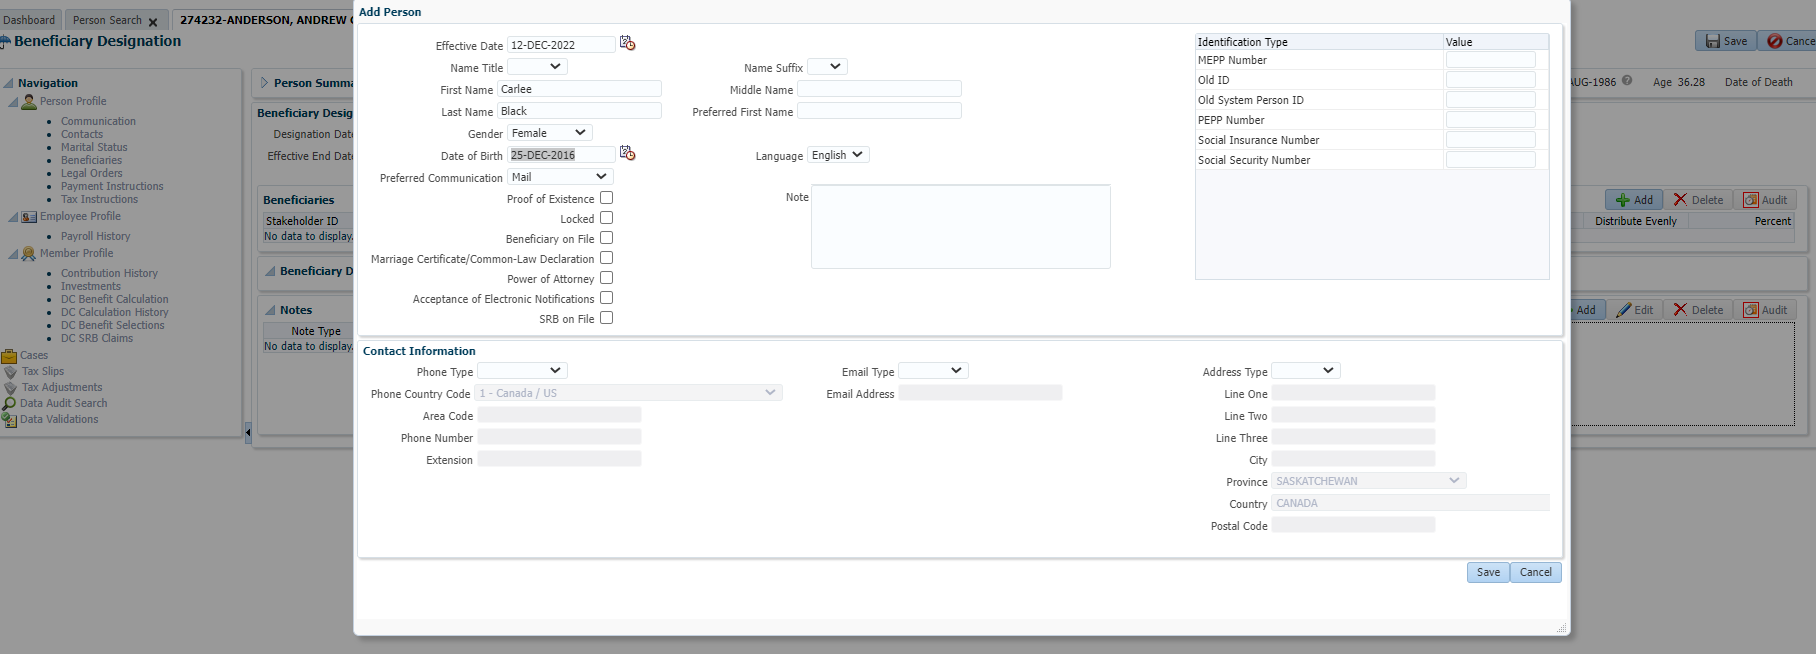 Dashboard
Person Search
274232-ANDERSON, ANDREW
Beneficiary Designation
Save
Navigation
Person Profile
Communication
Contacts
Marital Status
Beneficiaries
Legal Orders
Payment Instructions
Tax Instructions
Employee Profile
Payroll History
Member Profile
Contribution History
Investments
DC Benefit Calculation
DC Calculation History
DC Benefit Selections
DC SRB Claims
Cases
Tax Slips
Tax Adjustments
Data Audit Search
Data Validations
Person Summa
AUG-1986 Age 36.28 Date of Death
Beneficiary Desig
Designation Date
Effective End Date
Beneficiaries
Add Delete Audit
Stakeholder ID Distribute Evenly Percent
No data to display.
Beneficiary D
Notes
Add Edit Delete Audit
Note Type
No data to display.
Add Person
Effective Date 12-DEC-2022
Name Title Name Suffix
First Name Carlee Middle Name
Last Name Black Preferred First Name
Gender Female
Date of Birth 25-DEC-2016 Language English
Preferred Communication Mail
Proof of Existence Note
Locked
Beneficiary on File
Marriage Certificate/Common-Law Declaration
Power of Attorney
Acceptance of Electronic Notifications
SRB on File
Identification Type Value
MEPP Number
Old ID
Old System Person ID
PEPP Number
Social Insurance Number
Social Security Number
Contact Information
Phone Type Email Type Address Type
Phone Country Code 1 - Canada / US Email Address Line One
Area Code Line Two
Phone Number Line Three
Extension City
Province SASKATCHEWAN
Country CANADA
Postal Code
Save Cancel